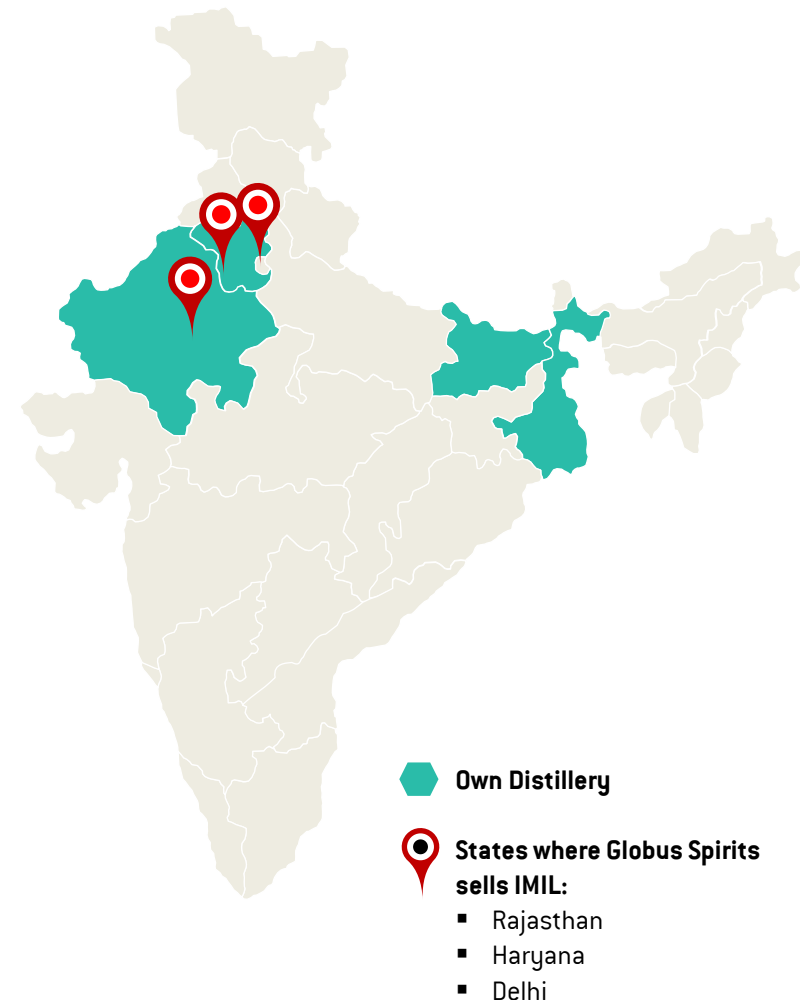 Own Distillery
States where Globus Spirits
sells IMIL:
▪ Rajasthan
▪ Haryana
▪ Delhi